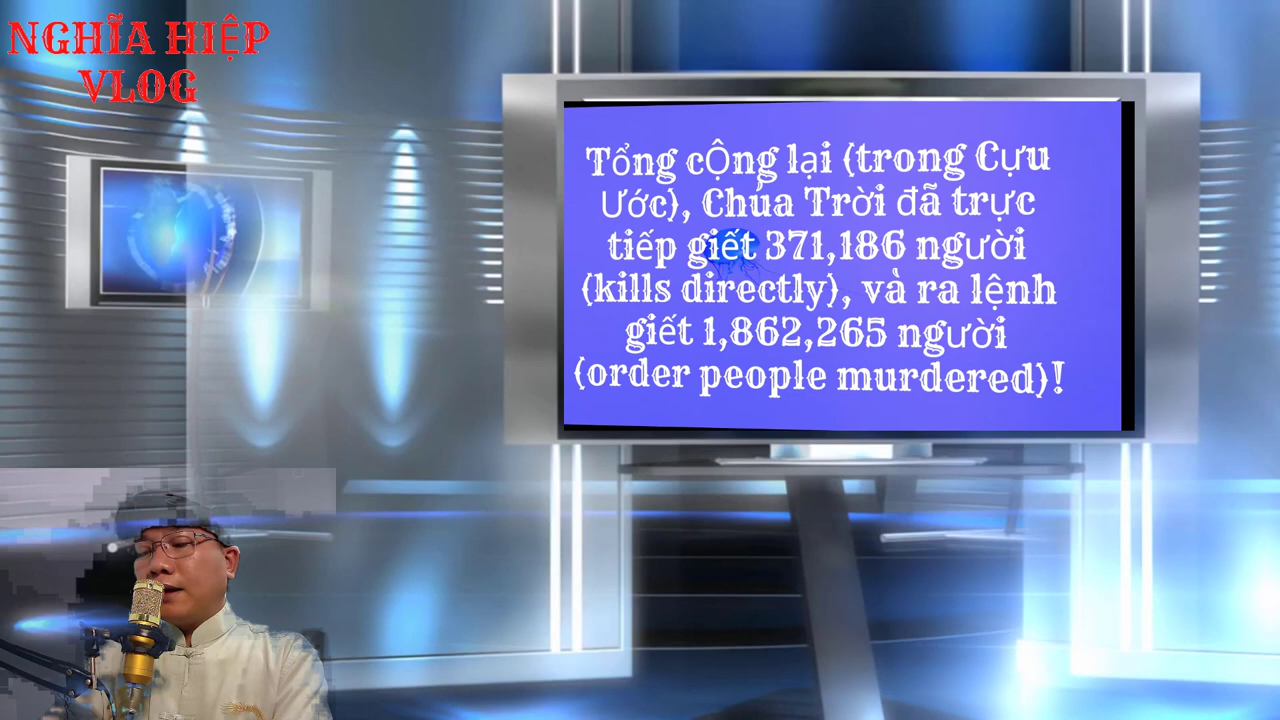 NGHĨA HIỆP
VLOG
Tổng cỘng lại (trong Cựu
Ước), Chúa Trời đã trực
tiếp giết 371,186 người
(kills directly), và ra lệnh
giết 1,862,265 người
(order people murdered)!